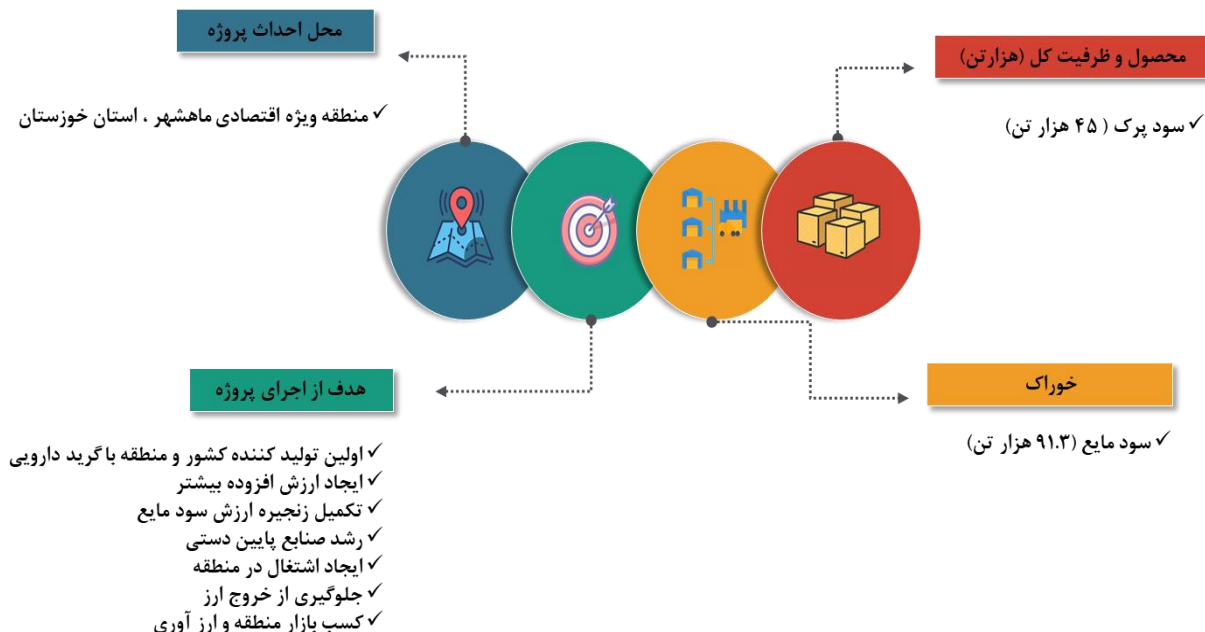 محصول و ظرفیت کل (هزارتن)
✓ سود پرک ( ۴۵ هزار تن)
محل احداث پروژه
✓ منطقه ویژه اقتصادی ماهشهر ، استان خوزستان
خوراک
✓ سود مایع (۹۱.۳ هزار تن)
هدف از اجرای پروژه
✓ اولین تولید کننده کشور و منطقه با گرید دارویی
✓ ایجاد ارزش افزوده بیشتر
✓ تکمیل زنجیره ارزش سود مایع
✓ رشد صنایع پایین دستی
✓ ایجاد اشتغال در منطقه
✓ جلوگیری از خروج ارز
✓ کسب بازار منطقه و ارز آوری